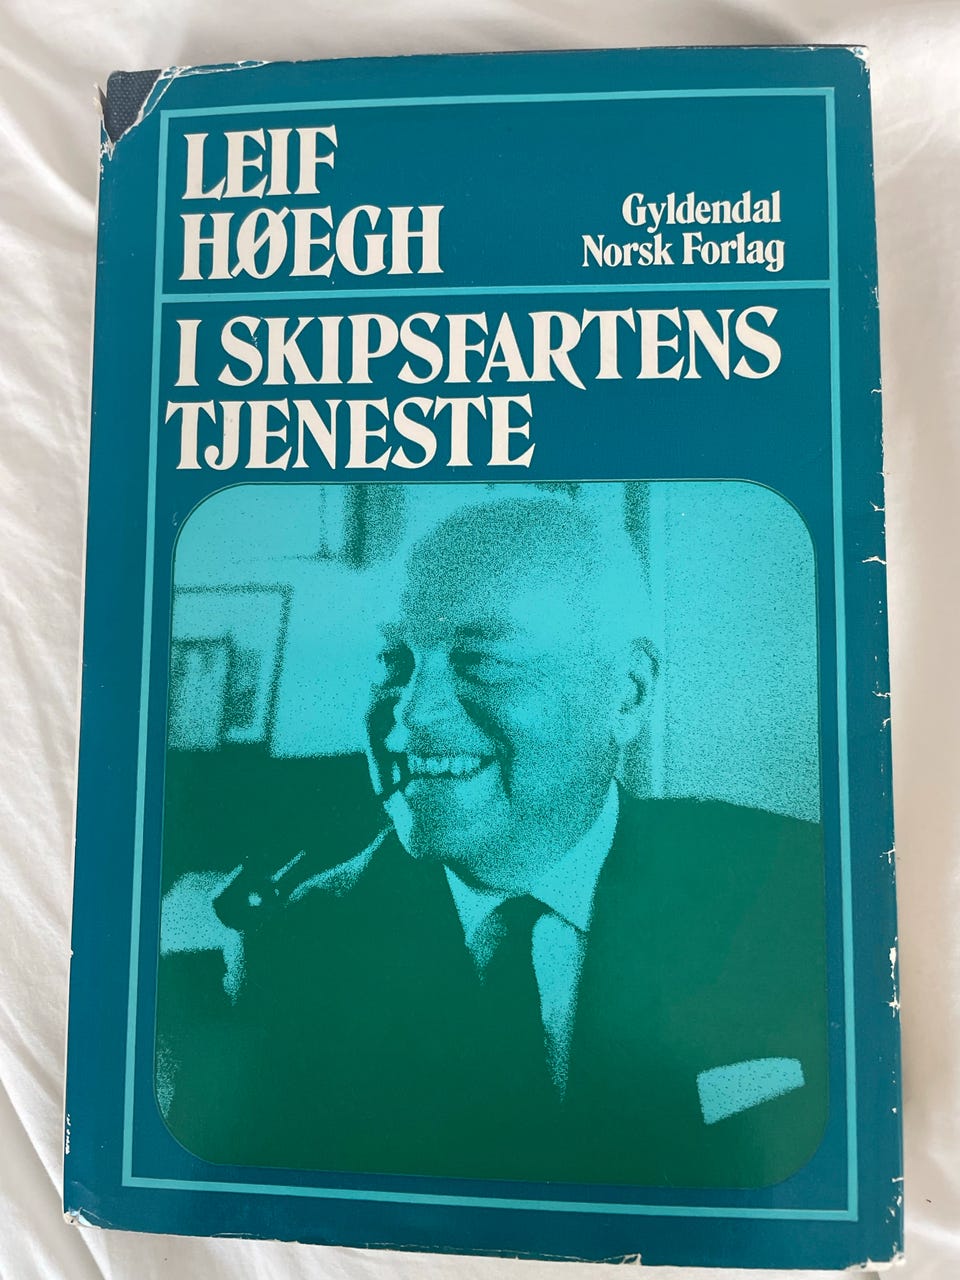 LEIF
HØEGH
Gyldendal
Norsk Forlag
I SKIPSFARTENS
TJENESTE